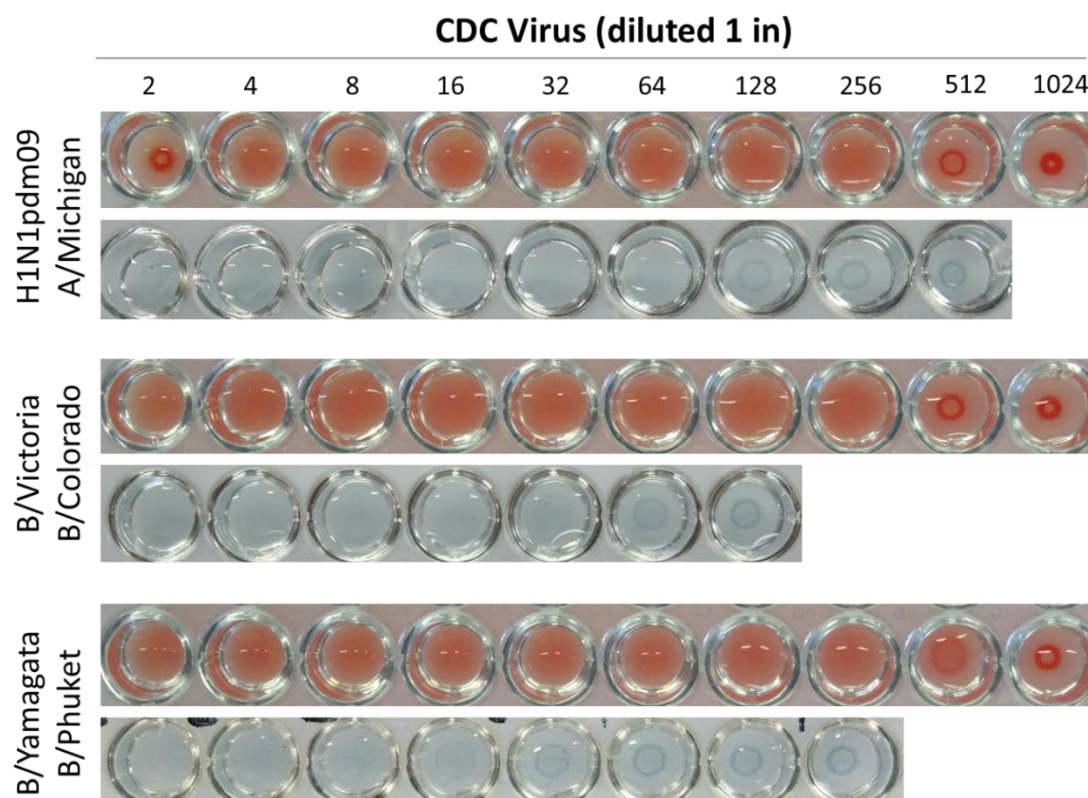 CDC Virus (diluted 1 in)
2 4 8 16 32 64 128 256 512 1024
H1N1pdm09
A/Michigan
B/Victoria
B/Colorado
B/Yamagata
B/Phuket